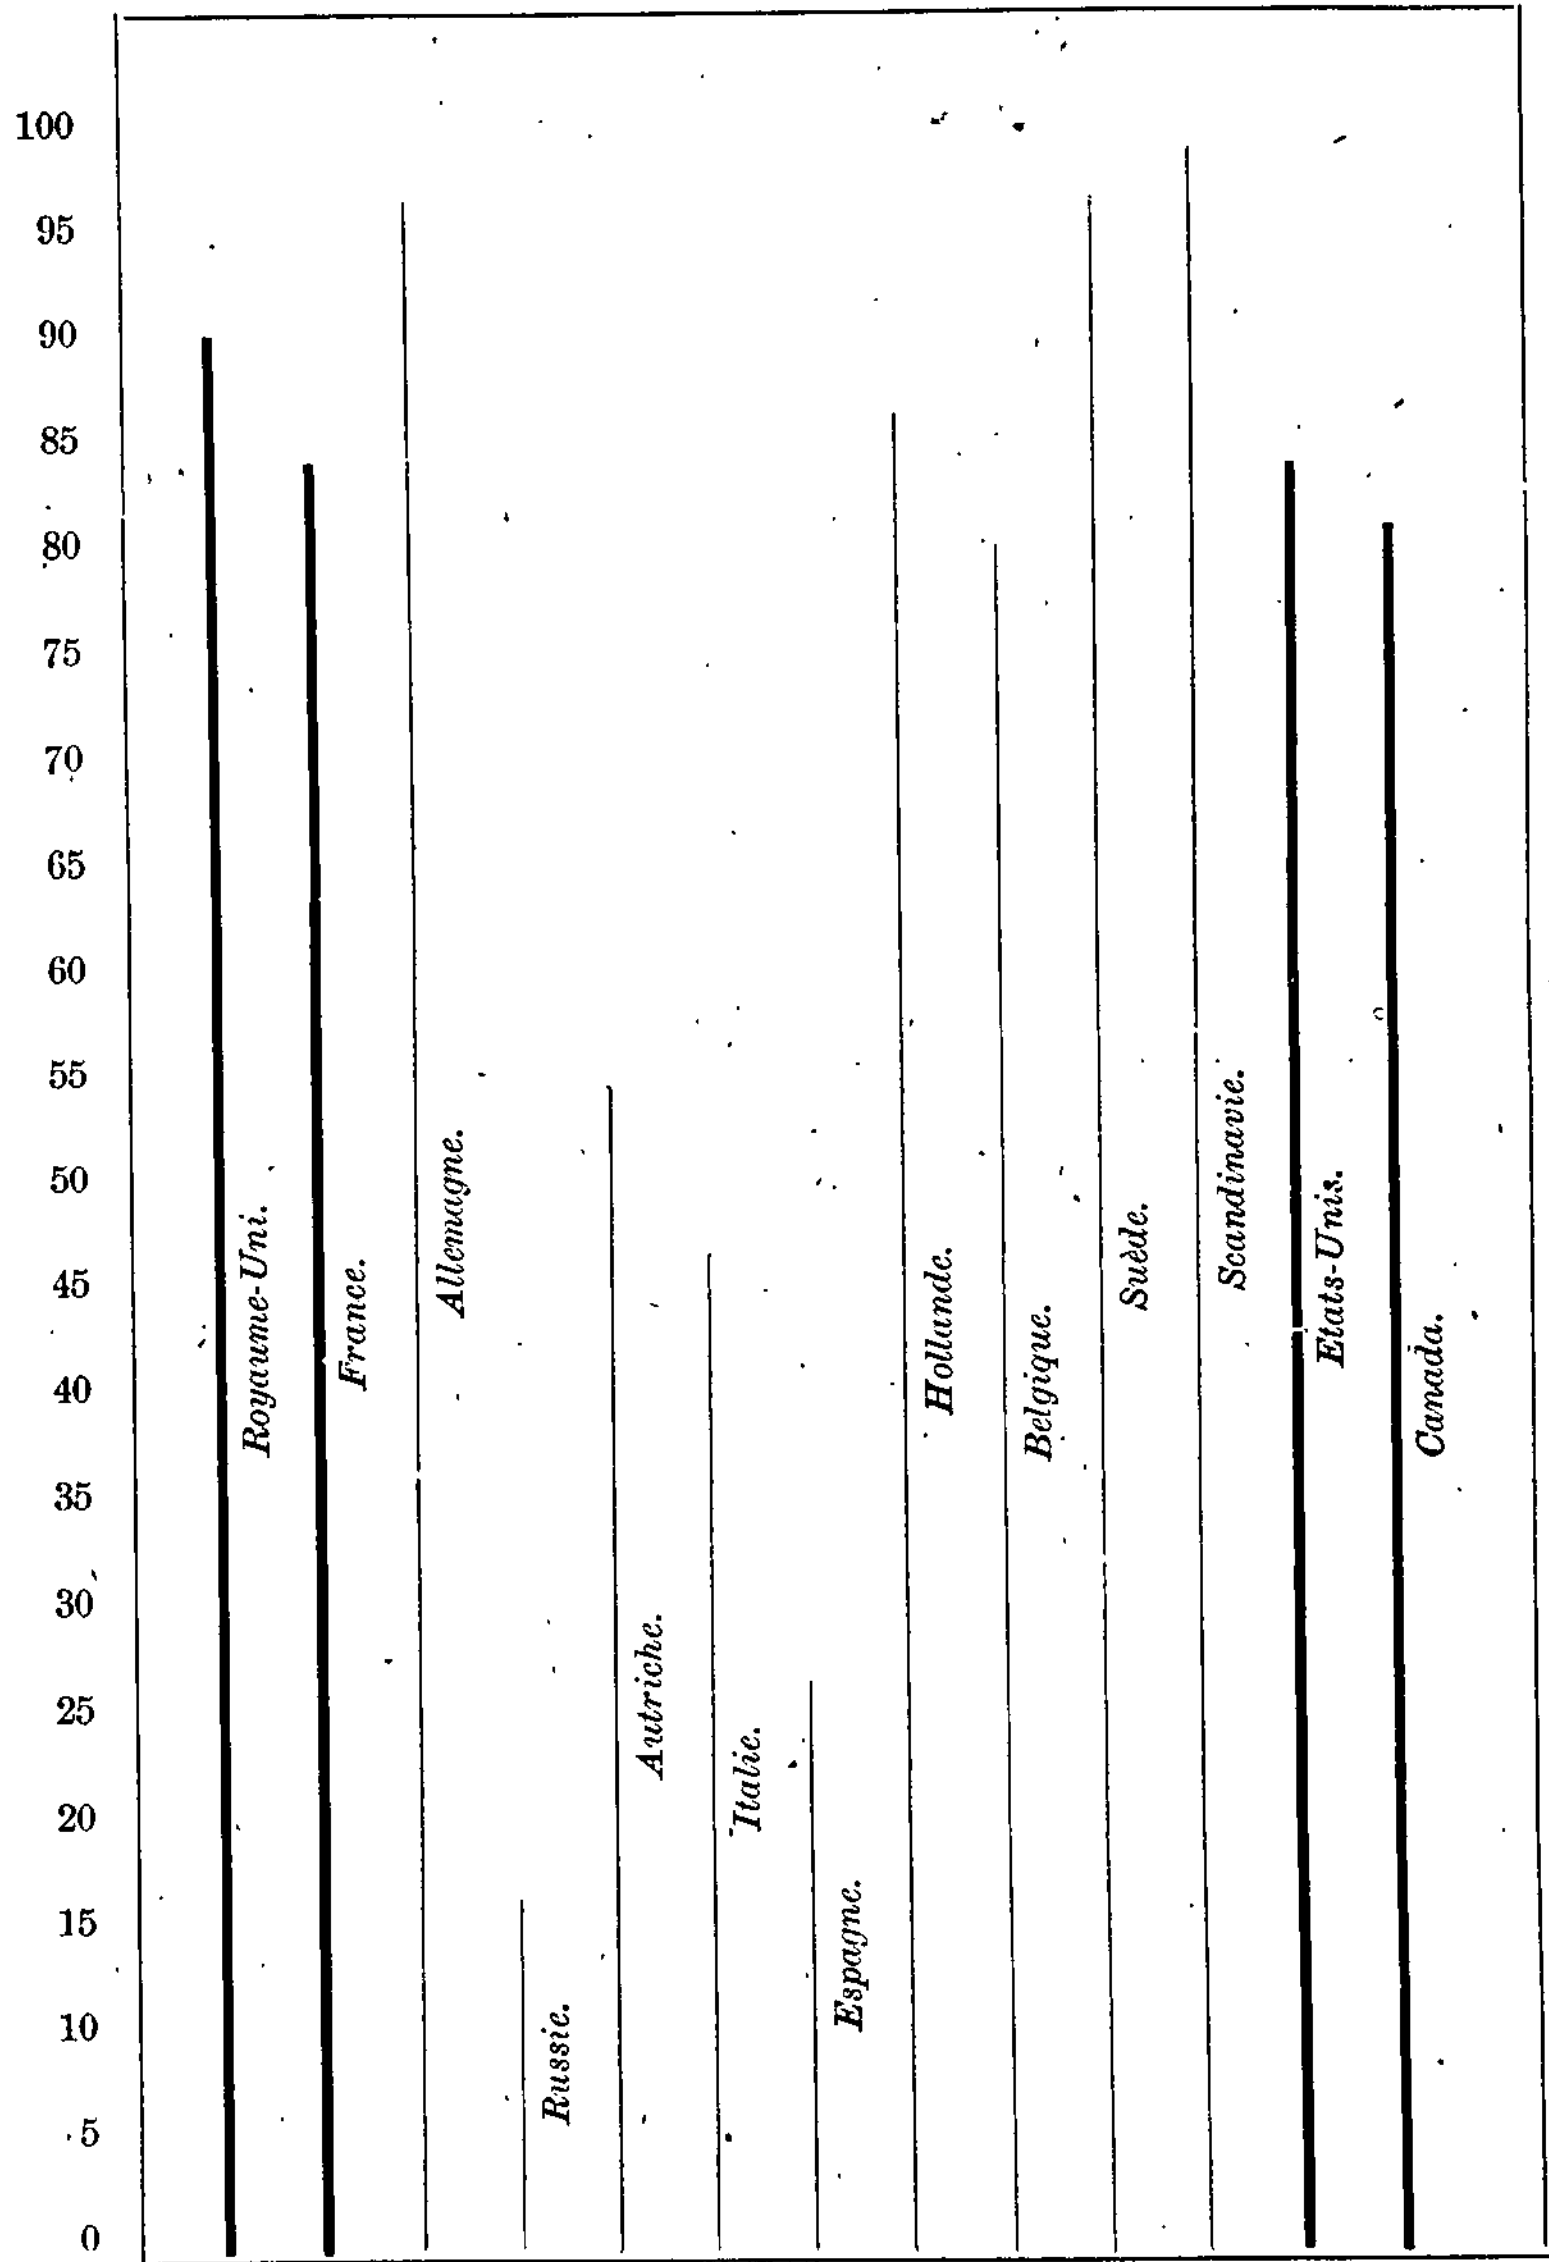 100
95
90
85
80
75
70
65
60
55
50
45
40
35
30
25
20
15
10
5
0
Royaume-Uni.
France.
Allemagne.
Russie.
Autriche.
Italie.
Espagne.
Hollande.
Belgique.
Suède.
Scandinavie.
Etats-Unis.
Canada.